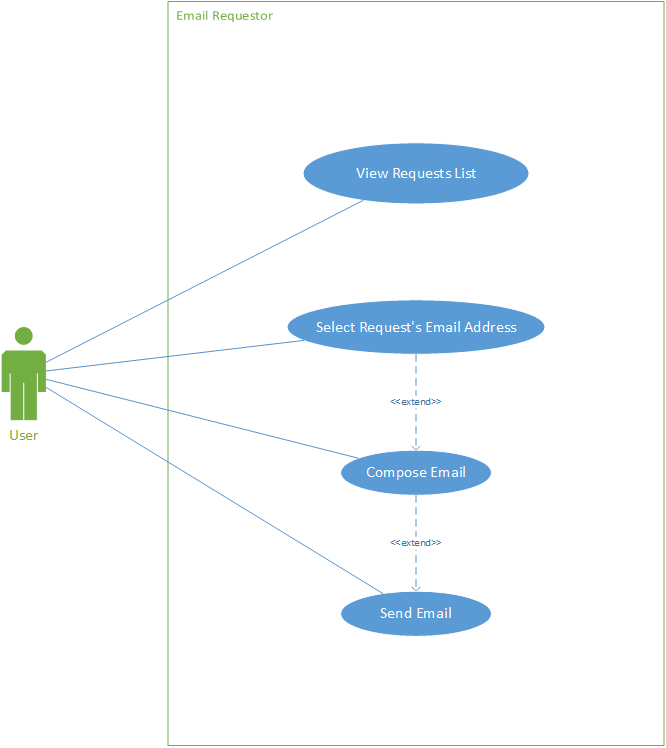 Email Requestor
View Requests List
Select Request's Email Address
<<extend>>
User
Compose Email
<<extend>>
Send Email